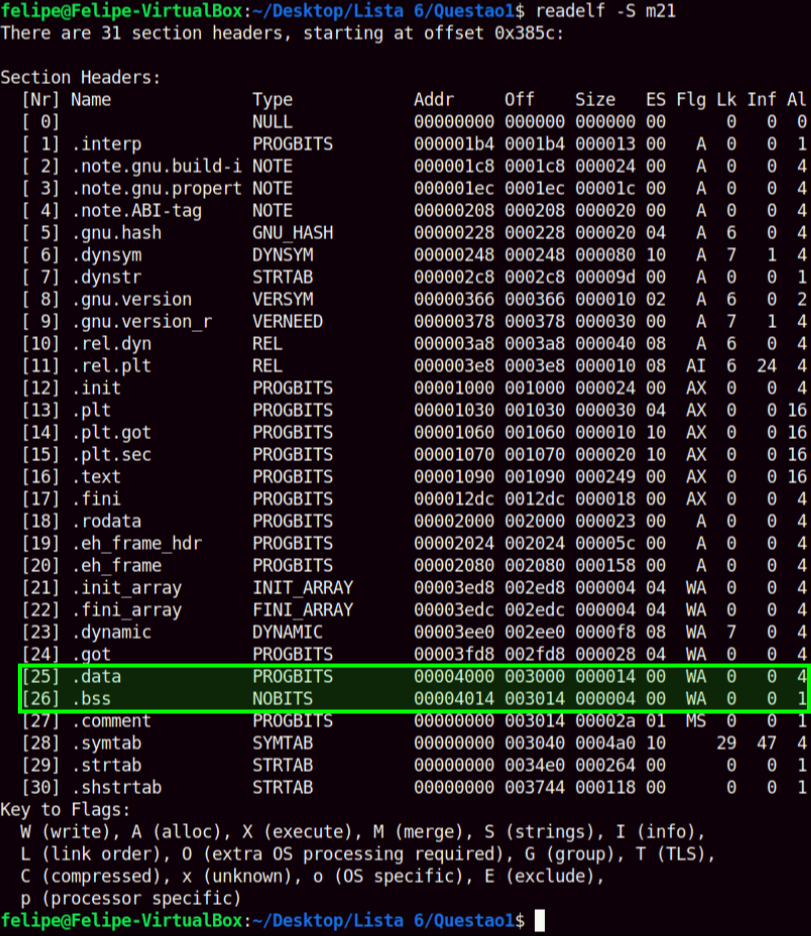 felipe@Felipe-VirtualBox:~/Desktop/Lista 6/Questao1$ readelf -S m21
There are 31 section headers, starting at offset 0x385c:

Section Headers:
  [Nr] Name              Type            Addr     Off    Size   ES Flg Lk Inf Al
  [ 0]                   NULL            00000000 000000 000000 00      0   0  0
  [ 1] .interp           PROGBITS        000001b4 0001b4 000013 00   A  0   0  1
  [ 2] .note.gnu.build-i NOTE            000001c8 0001c8 000024 00   A  0   0  4
  [ 3] .note.gnu.propert NOTE            000001ec 0001ec 00001c 00   A  0   0  4
  [ 4] .note.ABI-tag     NOTE            00000208 000208 000020 00   A  0   0  4
  [ 5] .gnu.hash         GNU_HASH        00000228 000228 000020 04   A  6   0  4
  [ 6] .dynsym           DYNSYM          00000248 000248 000080 10   A  7   1  4
  [ 7] .dynstr           STRTAB          000002c8 0002c8 00009d 00   A  0   0  1
  [ 8] .gnu.version      VERSYM          00000366 000366 000010 02   A  6   0  2
  [ 9] .gnu.version_r    VERNEED         00000378 000378 000030 00   A  7   1  4
  [10] .rel.dyn          REL             000003a8 0003a8 000040 08   A  6   0  4
  [11] .rel.plt          REL             000003e8 0003e8 000010 08  AI  6  24  4
  [12] .init             PROGBITS        00001000 001000 000024 00  AX  0   0  4
  [13] .plt              PROGBITS        00001030 001030 000030 04  AX  0   0 16
  [14] .plt.got          PROGBITS        00001060 001060 000010 10  AX  0   0 16
  [15] .plt.sec          PROGBITS        00001070 001070 000020 10  AX  0   0 16
  [16] .text             PROGBITS        00001090 001090 000249 00  AX  0   0 16
  [17] .fini             PROGBITS        000012dc 0012dc 000018 00  AX  0   0  4
  [18] .rodata           PROGBITS        00002000 002000 000023 00   A  0   0  4
  [19] .eh_frame_hdr     PROGBITS        00002024 002024 00005c 00   A  0   0  4
  [20] .eh_frame         PROGBITS        00002080 002080 000158 00   A  0   0  4
  [21] .init_array       INIT_ARRAY      00003ed8 002ed8 000004 04  WA  0   0  4
  [22] .fini_array       FINI_ARRAY      00003edc 002edc 000004 04  WA  0   0  4
  [23] .dynamic          DYNAMIC         00003ee0 002ee0 0000f8 08  WA  7   0  4
  [24] .got              PROGBITS        00003fd8 002fd8 000028 04  WA  0   0  4
  [25] .data             PROGBITS        00004000 003000 000014 00  WA  0   0  4
  [26] .bss              NOBITS          00004014 003014 000004 00  WA  0   0  1
  [27] .comment          PROGBITS        00000000 003014 00002a 01  MS  0   0  1
  [28] .symtab           SYMTAB          00000000 003040 0004a0 10     29  47  4
  [29] .strtab           STRTAB          00000000 0034e0 000264 00      0   0  1
  [30] .shstrtab         STRTAB          00000000 003744 000118 00      0   0  1
Key to Flags:
  W (write), A (alloc), X (execute), M (merge), S (strings), I (info),
  L (link order), O (extra OS processing required), G (group), T (TLS),
  C (compressed), x (unknown), o (OS specific), E (exclude),
  p (processor specific)
felipe@Felipe-VirtualBox:~/Desktop/Lista 6/Questao1$